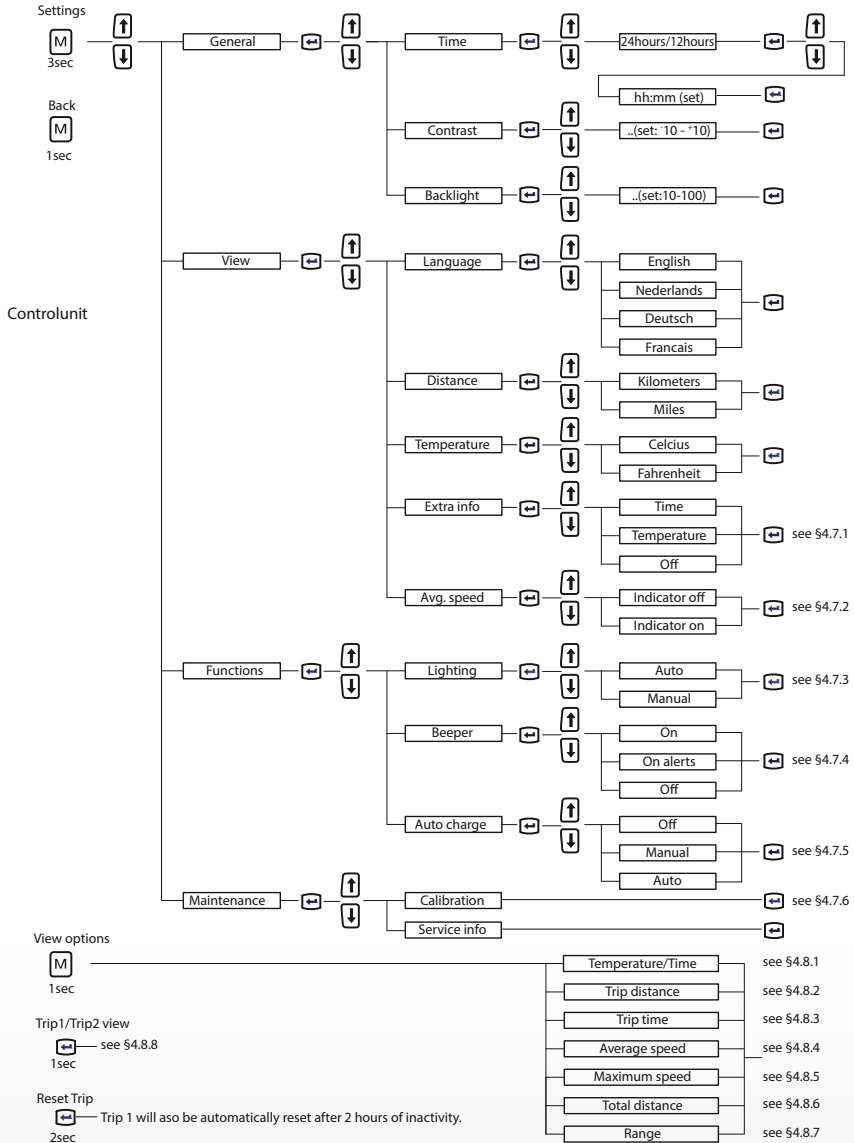 Settings
M
3sec
General
Time
24hours/12hours
hh:mm (set)
Back
M
1sec
Contrast
..(set: -10 - +10)
Backlight
..(set:10-100)
View
Language
English
Nederlands
Deutsch
Francais
Controlunit
Distance
Kilometers
Miles
Temperature
Celcius
Fahrenheit
Extra info
Time
Temperature
see §4.7.1
Off
Avg. speed
Indicator off
see §4.7.2
Indicator on
Functions
Lighting
Auto
see §4.7.3
Manual
Beeper
On
On alerts
see §4.7.4
Off
Auto charge
Off
Manual
see §4.7.5
Auto
Maintenance
Calibration
see §4.7.6
Service info
View options
M
1sec
Temperature/Time
see §4.8.1
Trip distance
see §4.8.2
Trip time
see §4.8.3
Average speed
see §4.8.4
Maximum speed
see §4.8.5
Total distance
see §4.8.6
Range
see §4.8.7
Trip1/Trip2 view
see §4.8.8
1sec
Reset Trip
Trip 1 will aso be automatically reset after 2 hours of inactivity.
2sec